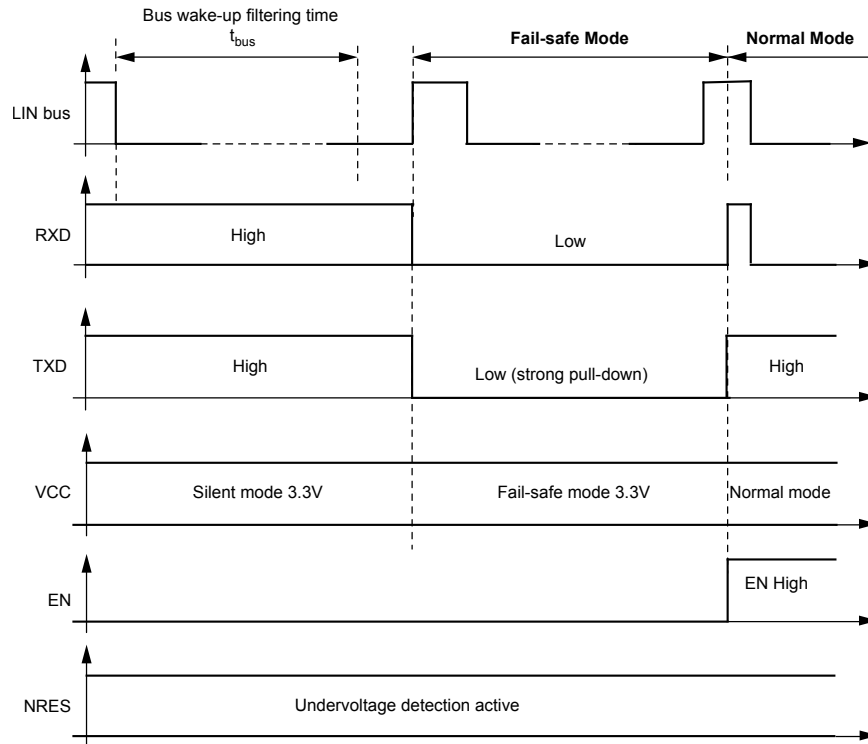 Bus wake-up filtering time
t_bus
Fail-safe Mode
Normal Mode
LIN bus
RXD
High
Low
TXD
High
Low (strong pull-down)
High
VCC
Silent mode 3.3V
Fail-safe mode 3.3V
Normal mode
EN
EN High
NRES
Undervoltage detection active